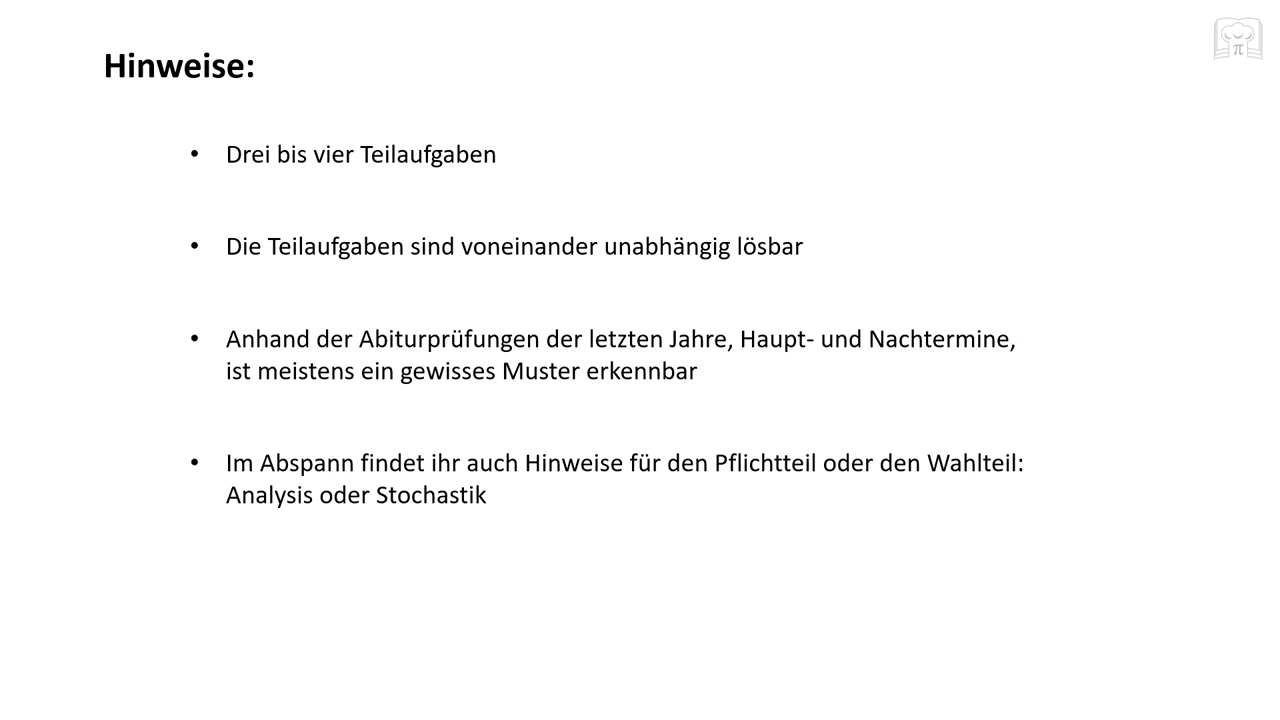 Hinweise:
• Drei bis vier Teilaufgaben
• Die Teilaufgaben sind voneinander unabhängig lösbar
• Anhand der Abiturprüfungen der letzten Jahre, Haupt- und Nachtermine,
ist meistens ein gewisses Muster erkennbar
• Im Abspann findet ihr auch Hinweise für den Pflichtteil oder den Wahlteil:
Analysis oder Stochastik
π